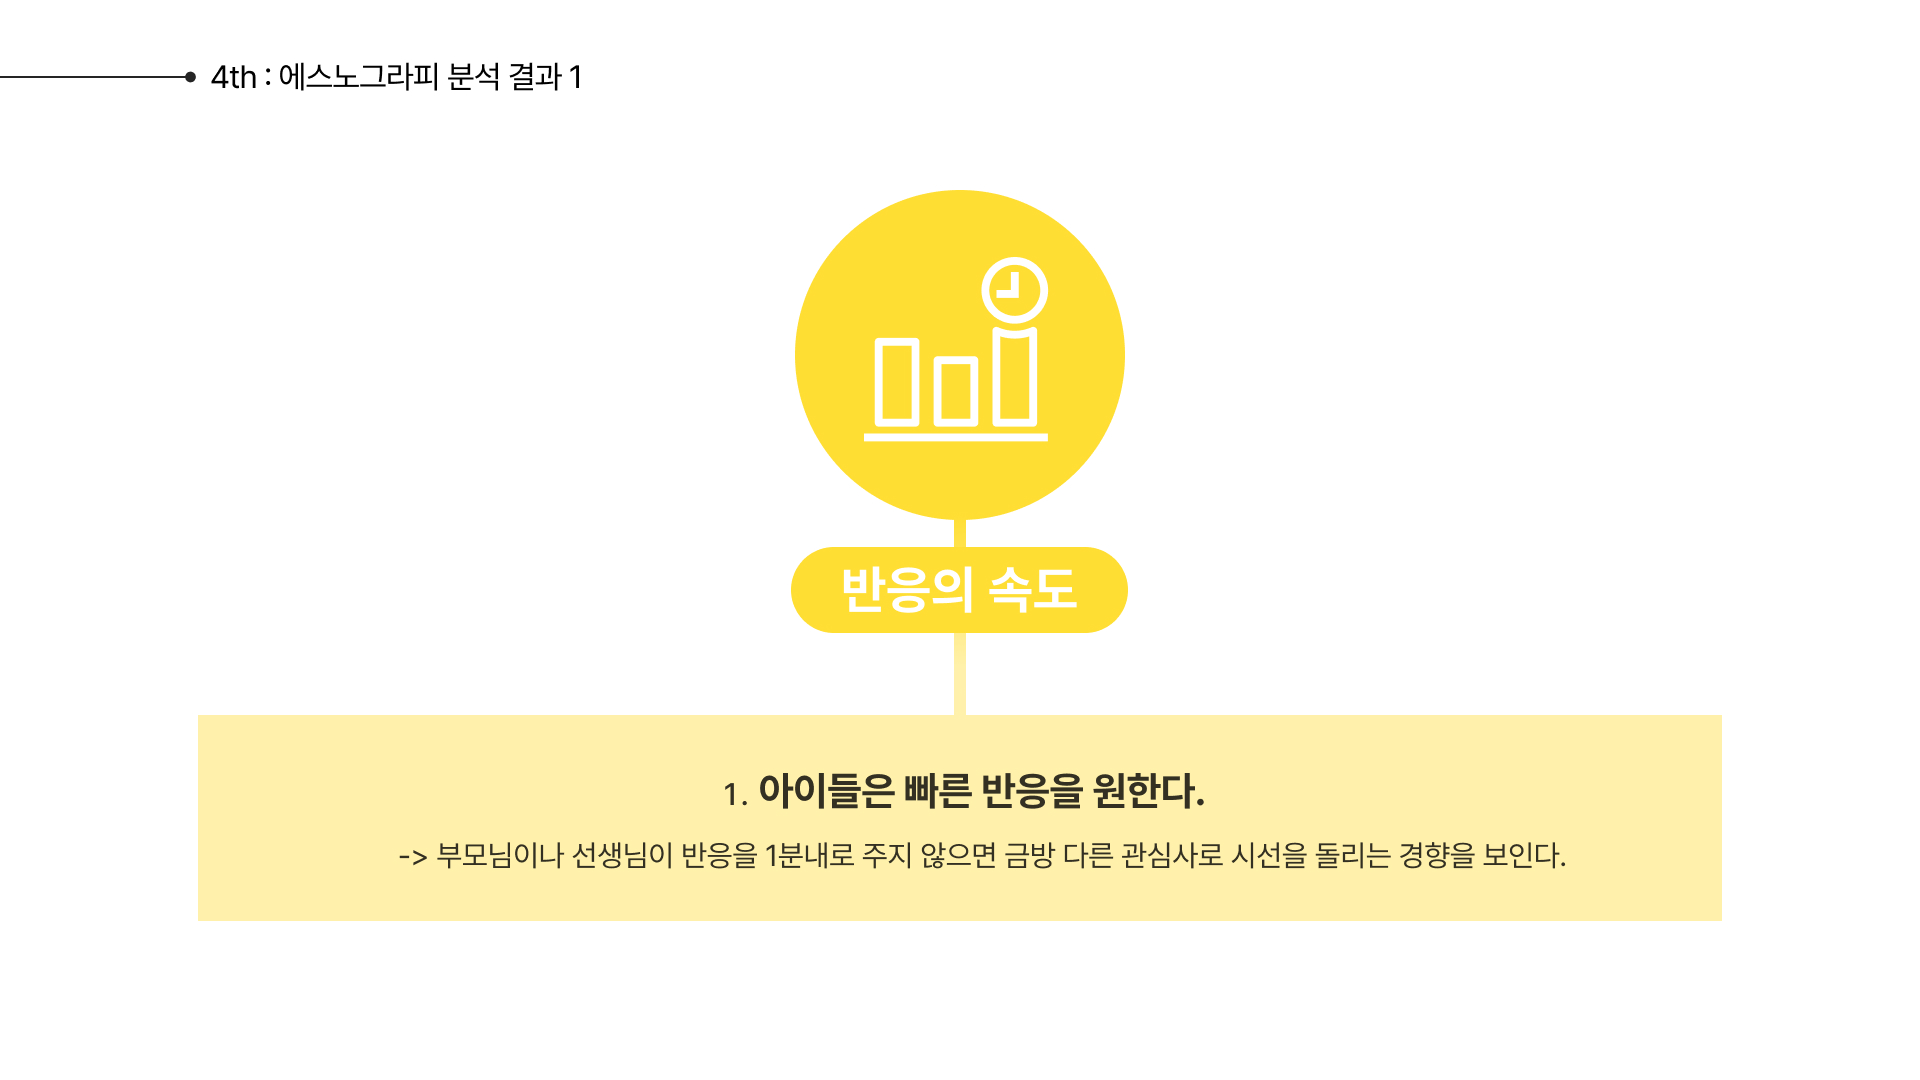 4th : 에스노그라피 분석 결과 1
반응의 속도
1. 아이들은 빠른 반응을 원한다.
-> 부모님이나 선생님이 반응을 1분내로 주지 않으면 금방 다른 관심사로 시선을 돌리는 경향을 보인다.